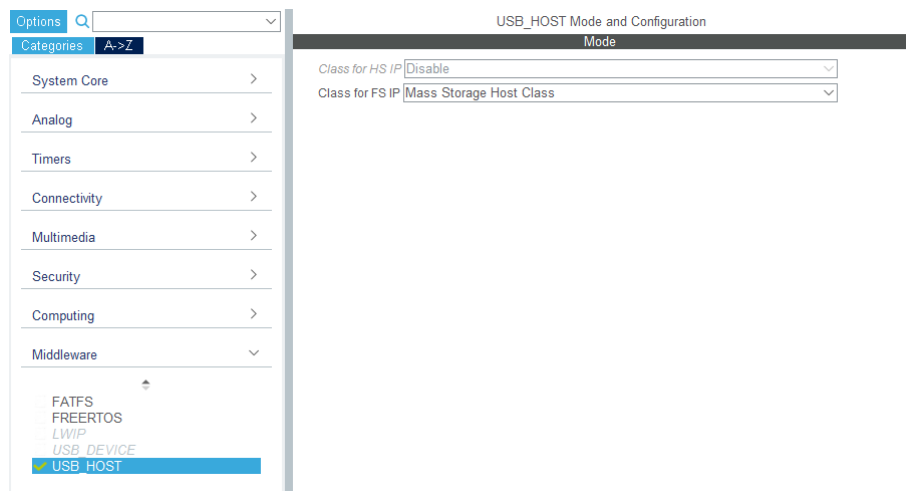 Options
Categories
A->Z
System Core
Analog
Timers
Connectivity
Multimedia
Security
Computing
Middleware
FATFS
FREERTOS
LWIP
USB_DEVICE
USB_HOST
USB_HOST Mode and Configuration
Mode
Class for HS IP Disable
Class for FS IP Mass Storage Host Class